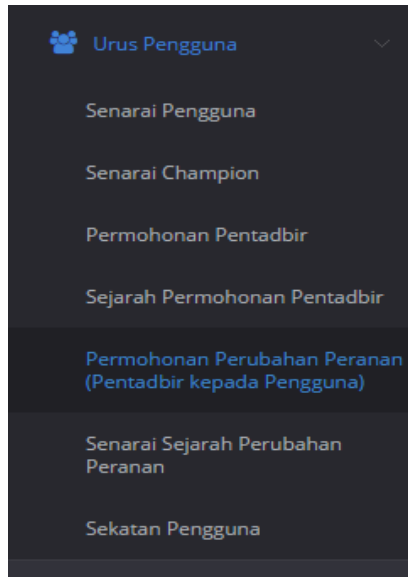 Urus Pengguna
Senarai Pengguna
Senarai Champion
Permohonan Pentadbir
Sejarah Permohonan Pentadbir
Permohonan Perubahan Peranan
(Pentadbir kepada Pengguna)
Senarai Sejarah Perubahan
Peranan
Sekatan Pengguna